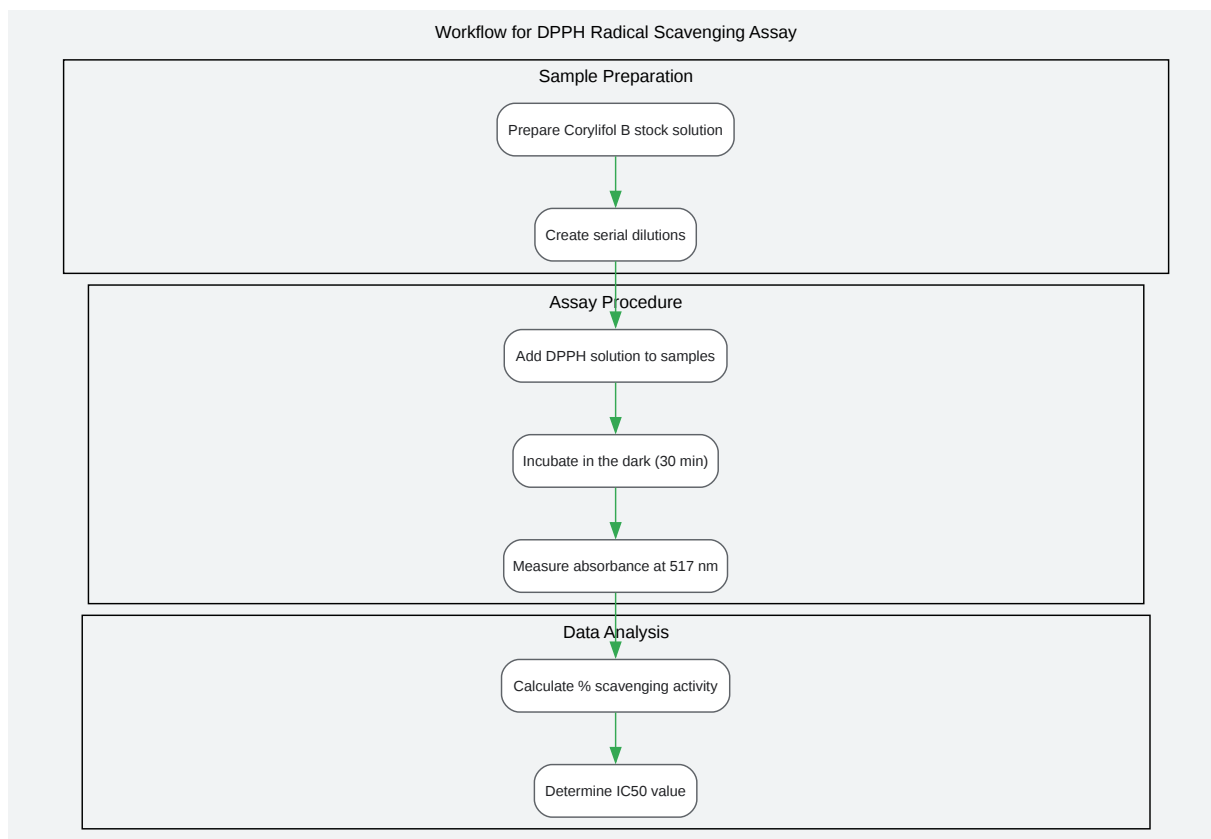 Workflow for DPPH Radical Scavenging Assay
Sample Preparation
Prepare Corylifol B stock solution
Create serial dilutions
Assay Procedure
Add DPPH solution to samples
Incubate in the dark (30 min)
Measure absorbance at 517 nm
Data Analysis
Calculate % scavenging activity
Determine IC50 value